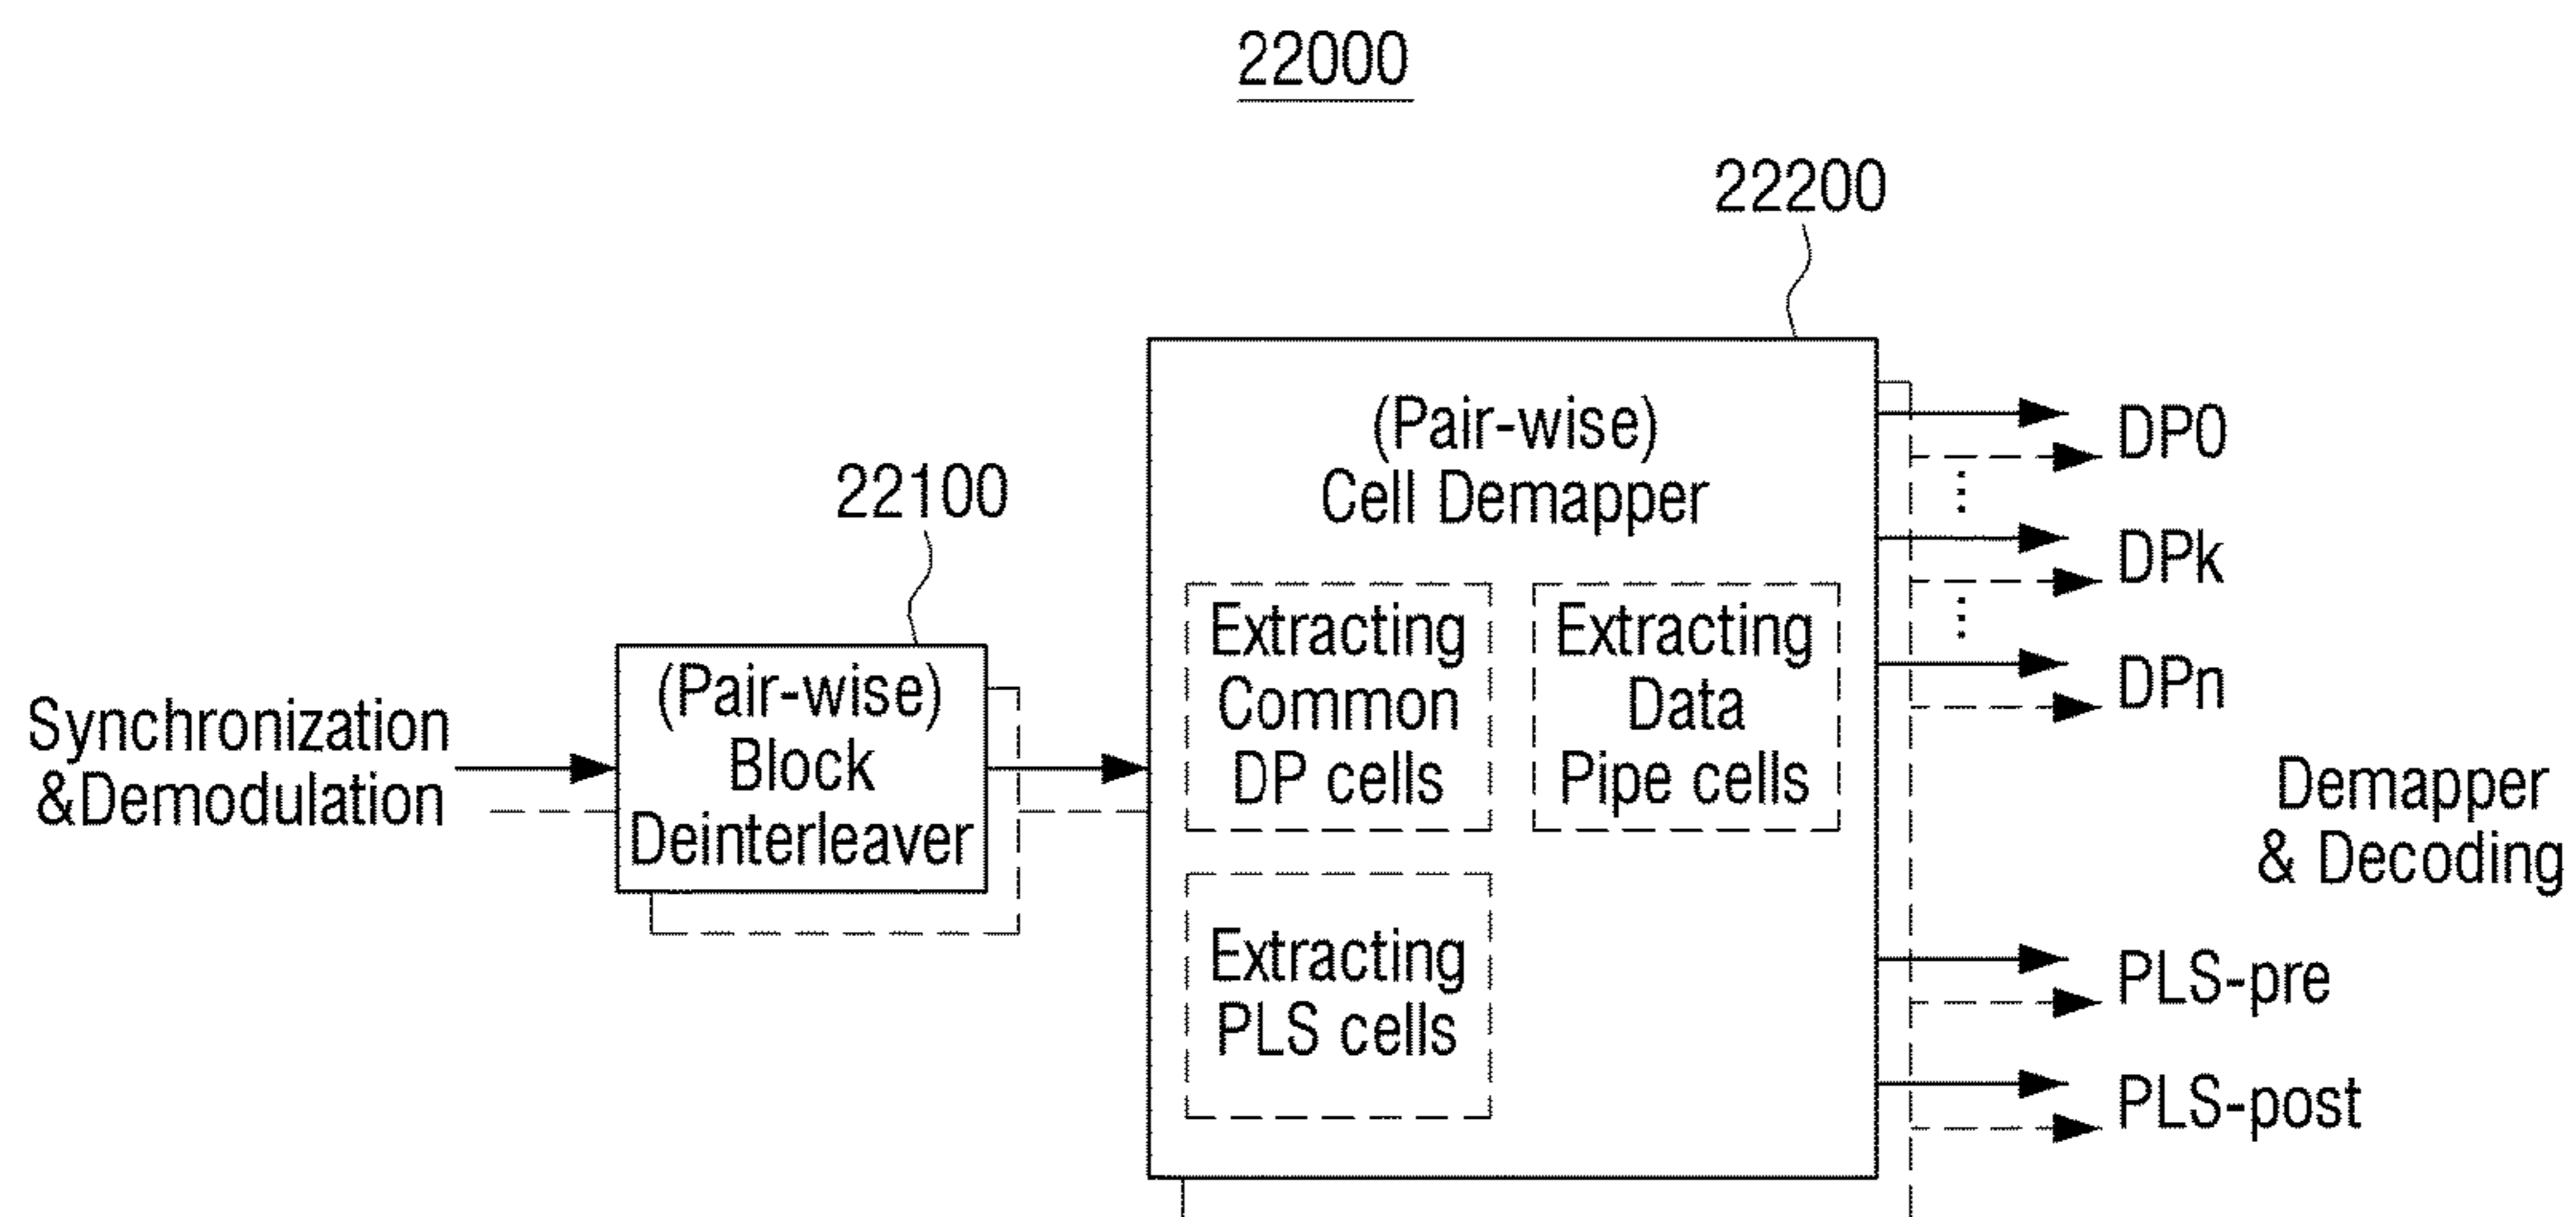 22000
22200
22100
(Pair-wise)
Cell Demapper
Extracting
Common
DP cells
Extracting
Data
Pipe cells
Extracting
PLS cells
(Pair-wise)
Block
Deinterleaver
Synchronization
&Demodulation
DP0
DPk
DPn
Demapper
& Decoding
PLS-pre
PLS-post